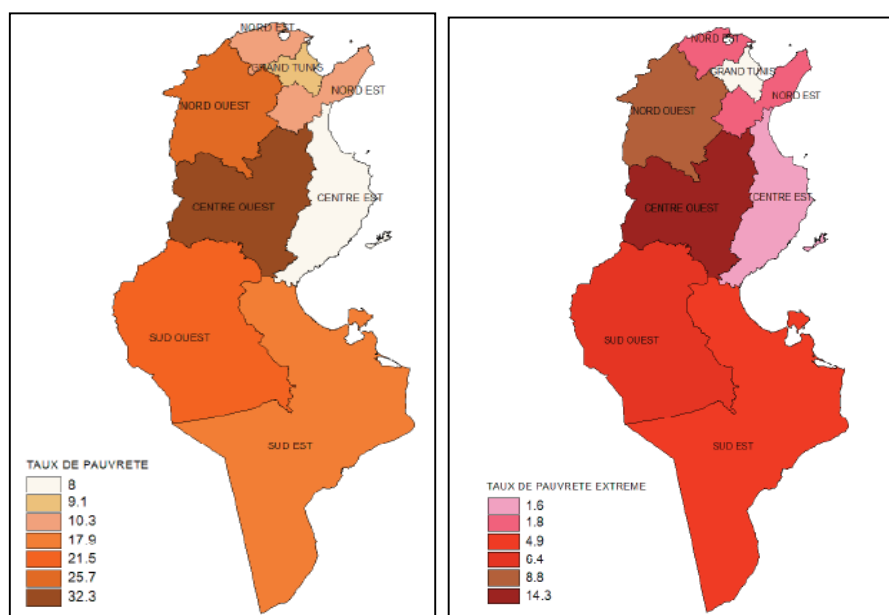 NORD EST
GRAND TUNIS
NORD EST
NORD OUEST
CENTRE EST
CENTRE OUEST
SUD OUEST
SUD EST
TAUX DE PAUVRETE
8
9.1
10.3
17.9
21.5
25.7
32.3
NORD EST
GRAND TUNIS
NORD EST
NORD OUEST
CENTRE EST
CENTRE OUEST
SUD OUEST
SUD EST
TAUX DE PAUVRETE EXTREME
1.6
1.8
4.9
6.4
8.8
14.3